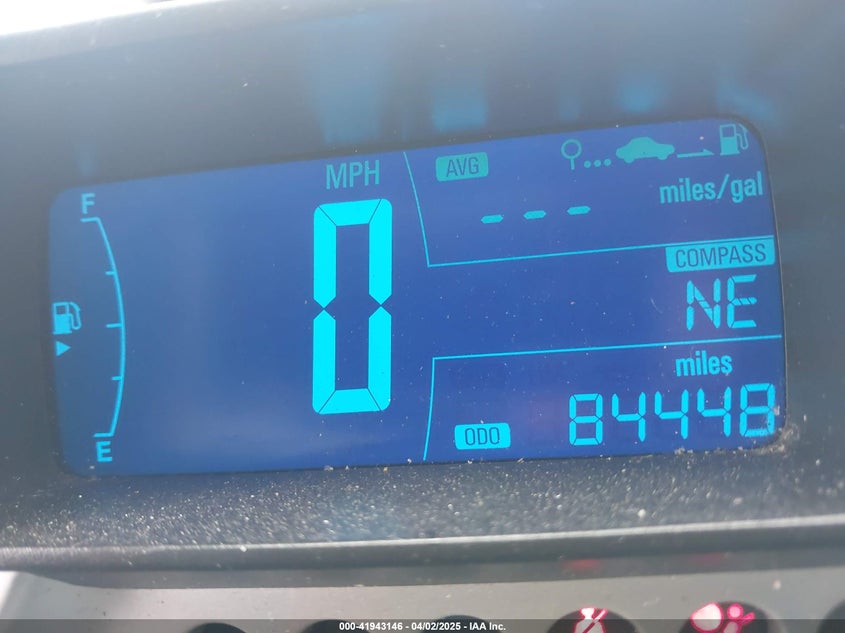 F
E
MPH
0
AVG
miles/gal
- - -
COMPASS
NE
miles
ODO 84448
000-41943146 - 04/02/2025 - IAA Inc.